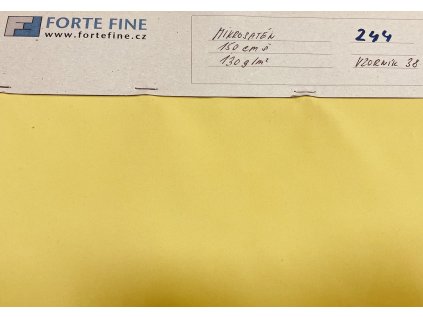 FORTE FINE
www.fortefine.cz
MIKROSATÉN
150 cm š
130 g/m²
244
VZORNÍK 38